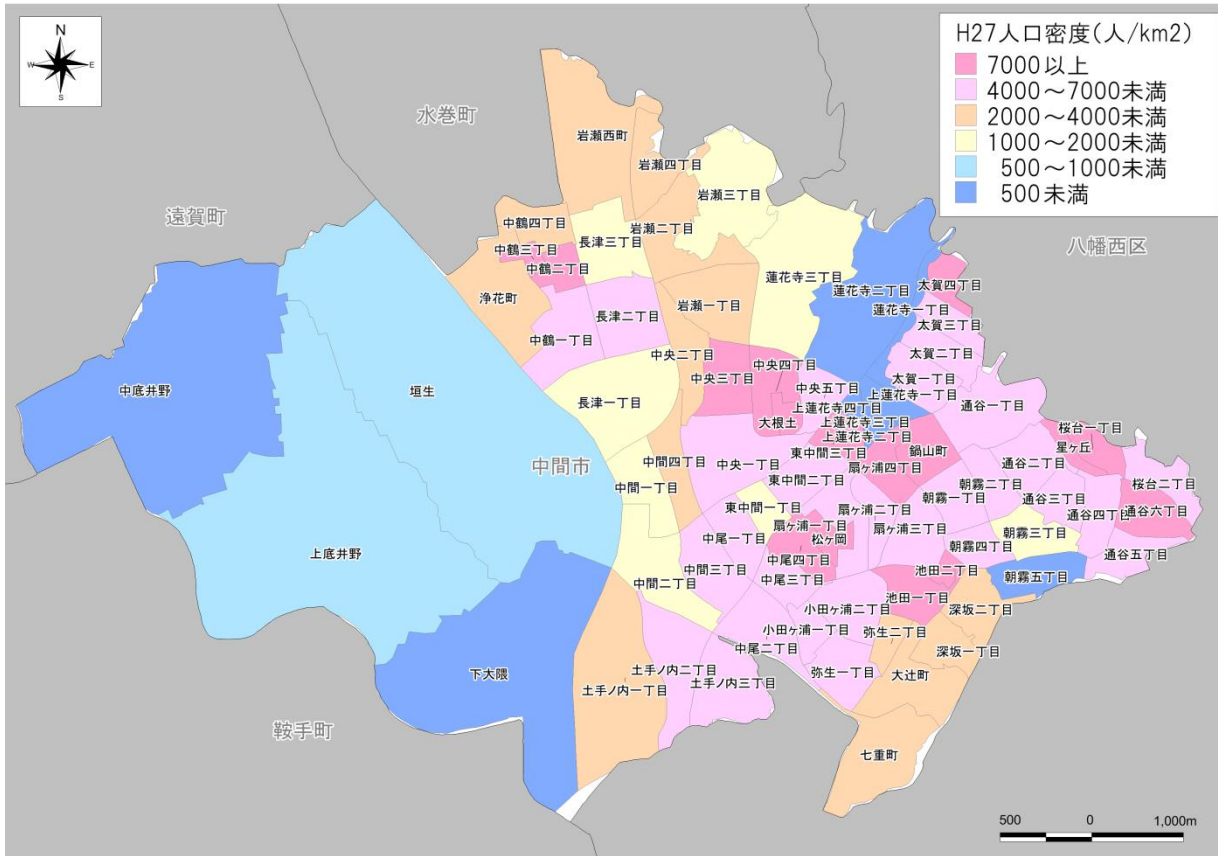 N
W
E
S
H27人口密度(人/km2)
7000以上
4000～7000未満
2000～4000未満
1000～2000未満
500～1000未満
500未満
水巻町
遠賀町
八幡西区
中間市
鞍手町
岩瀬西町
岩瀬四丁目
岩瀬三丁目
中鶴四丁目
岩瀬二丁目
中鶴三丁目
長津三丁目
中鶴二丁目
蓮花寺三丁目
浄花町
蓮花寺二丁目
太賀四丁目
岩瀬一丁目
蓮花寺一丁目
長津二丁目
太賀三丁目
中鶴一丁目
中央二丁目
太賀二丁目
中央四丁目
中央三丁目
太賀一丁目
中央五丁目
上蓮花寺一丁目
中底井野
垣生
長津一丁目
上蓮花寺四丁目
通谷一丁目
大根土
上蓮花寺三丁目
桜台一丁目
上蓮花寺二丁目
星ヶ丘
鍋山町
東中間三丁目
中間四丁目
中央一丁目
扇ヶ浦四丁目
通谷二丁目
東中間二丁目
朝霧二丁目
桜台二丁目
中間一丁目
朝霧一丁目
通谷三丁目
東中間一丁目
扇ヶ浦二丁目
通谷四丁目
通谷六丁目
扇ヶ浦一丁目
扇ヶ浦三丁目
朝霧三丁目
中尾一丁目
松ヶ岡
朝霧四丁目
上底井野
通谷五丁目
中尾四丁目
中間三丁目
池田二丁目
中間二丁目
中尾三丁目
朝霧五丁目
池田一丁目
小田ヶ浦二丁目
深坂二丁目
小田ヶ浦一丁目
弥生二丁目
中尾二丁目
深坂一丁目
土手ノ内二丁目
下大隈
弥生一丁目
大辻町
土手ノ内三丁目
土手ノ内一丁目
七重町
500 0 1,000m